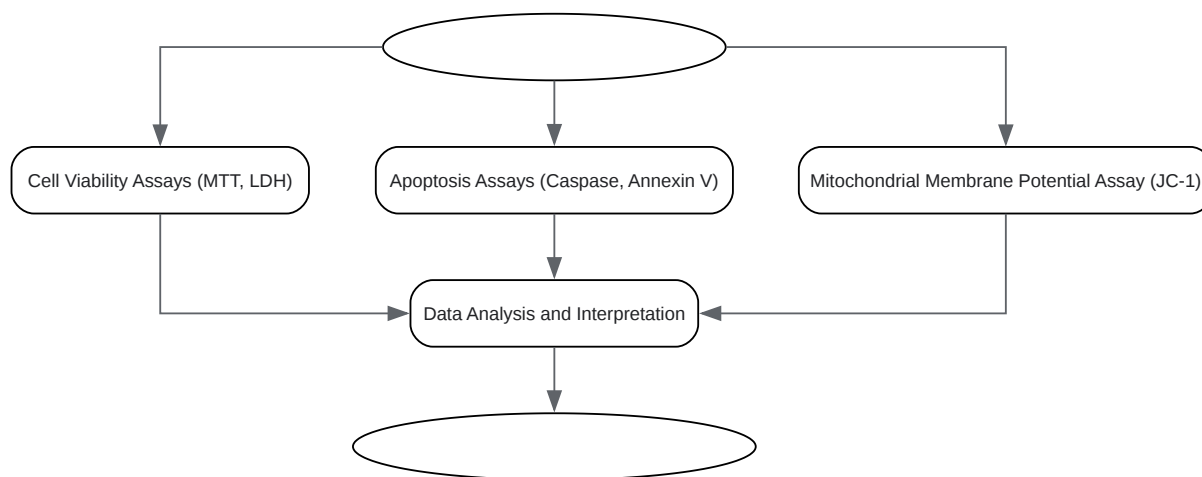 Cell Viability Assays (MTT, LDH)
Apoptosis Assays (Caspase, Annexin V)
Mitochondrial Membrane Potential Assay (JC-1)
Data Analysis and Interpretation